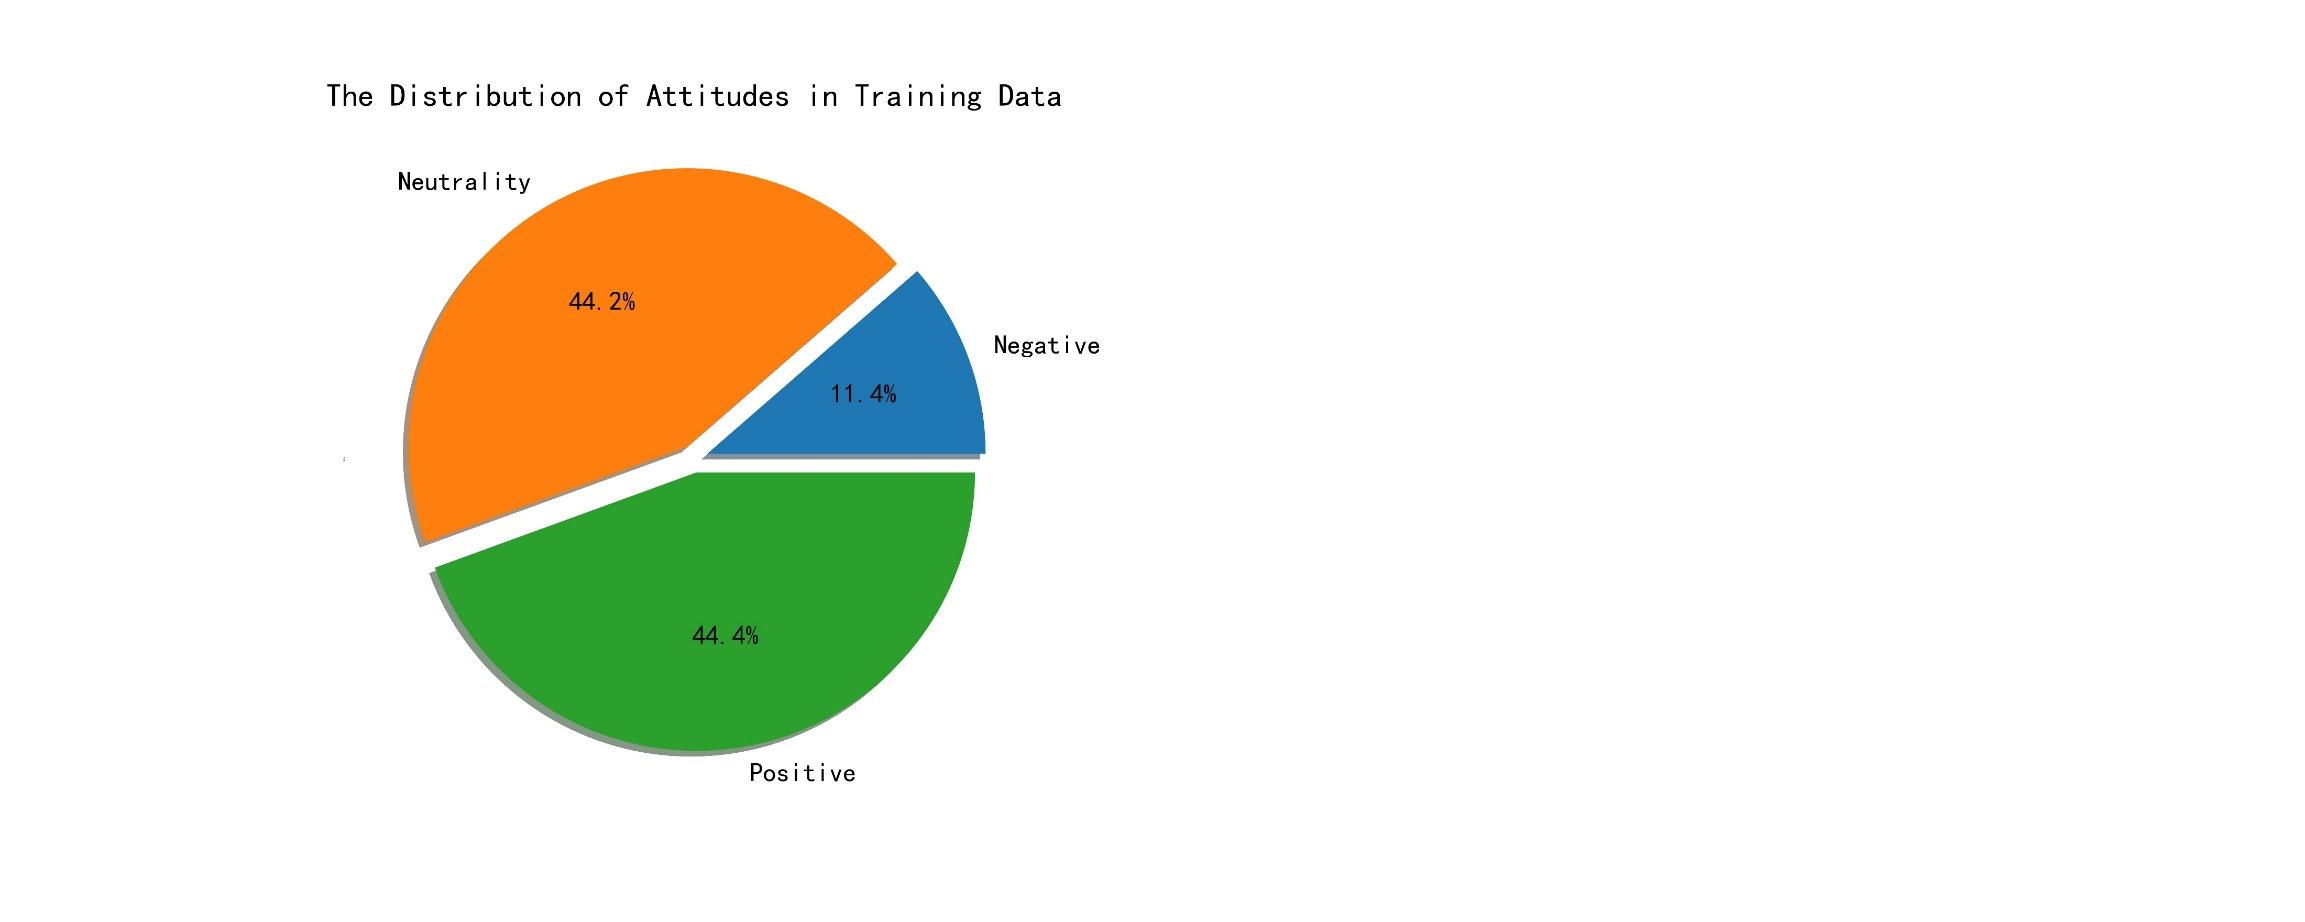 The Distribution of Attitudes in Training Data
Neutrality
44.2%
Negative
11.4%
44.4%
Positive